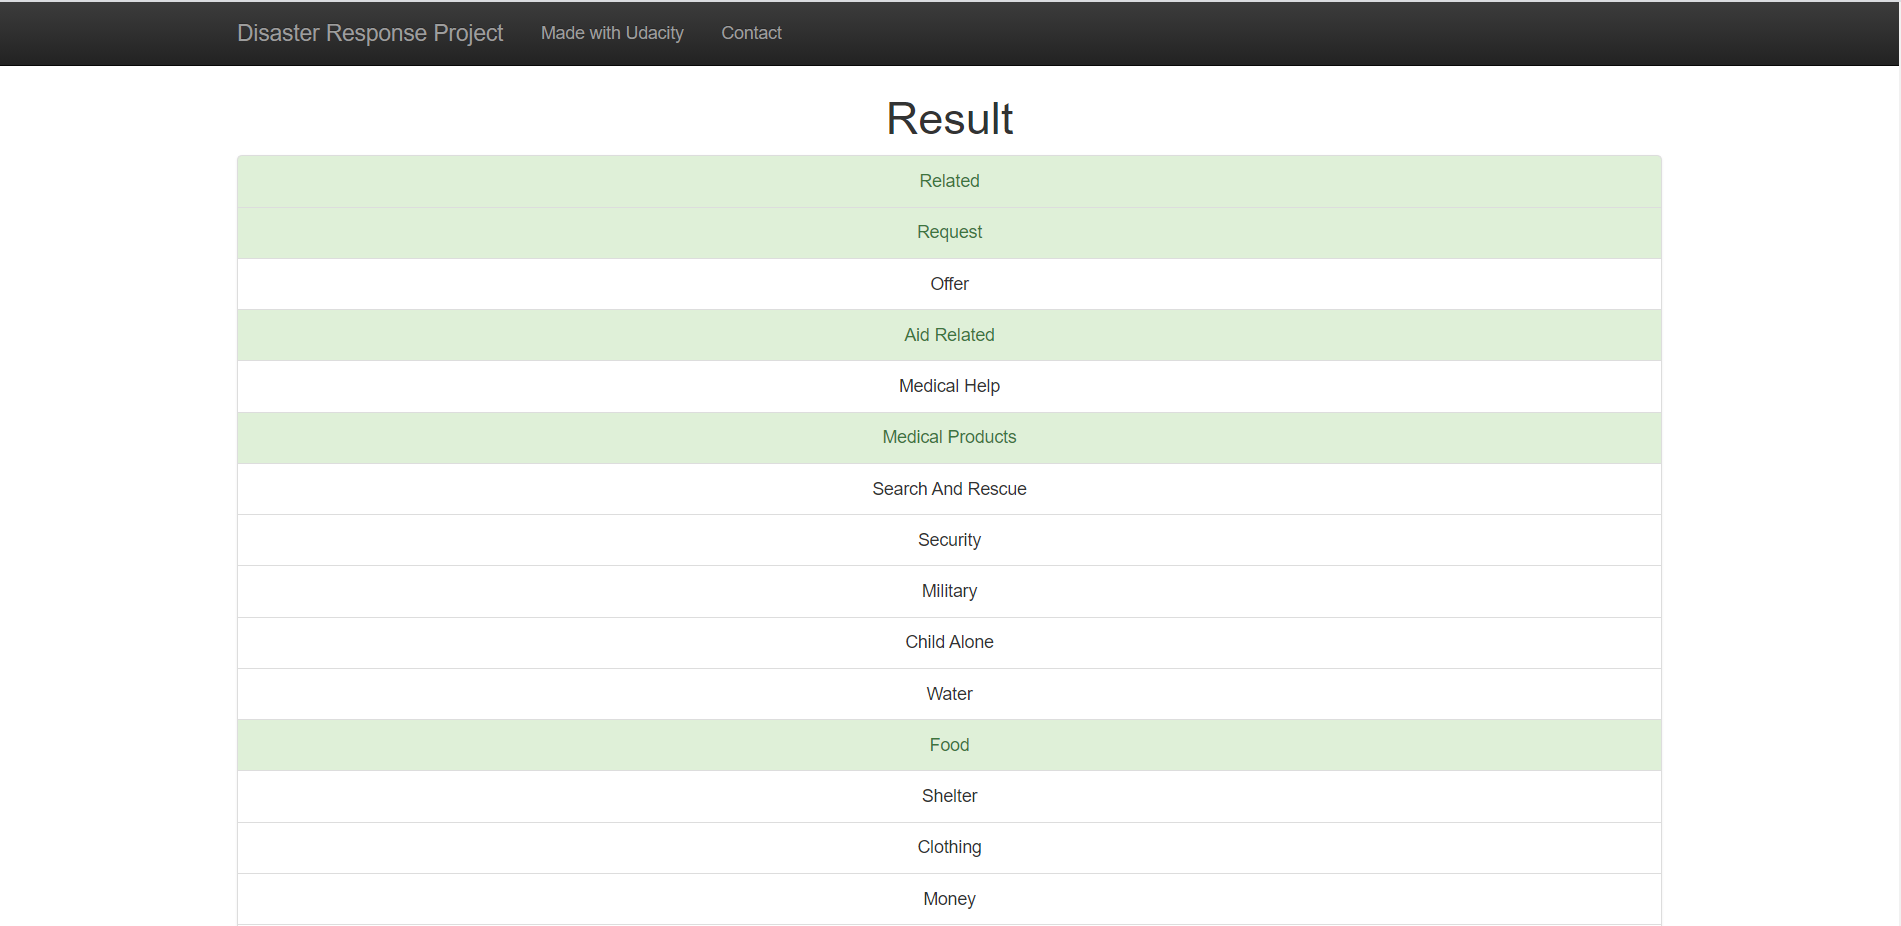 Disaster Response Project Made with Udacity Contact
Result
Related
Request
Offer
Aid Related
Medical Help
Medical Products
Search And Rescue
Security
Military
Child Alone
Water
Food
Shelter
Clothing
Money